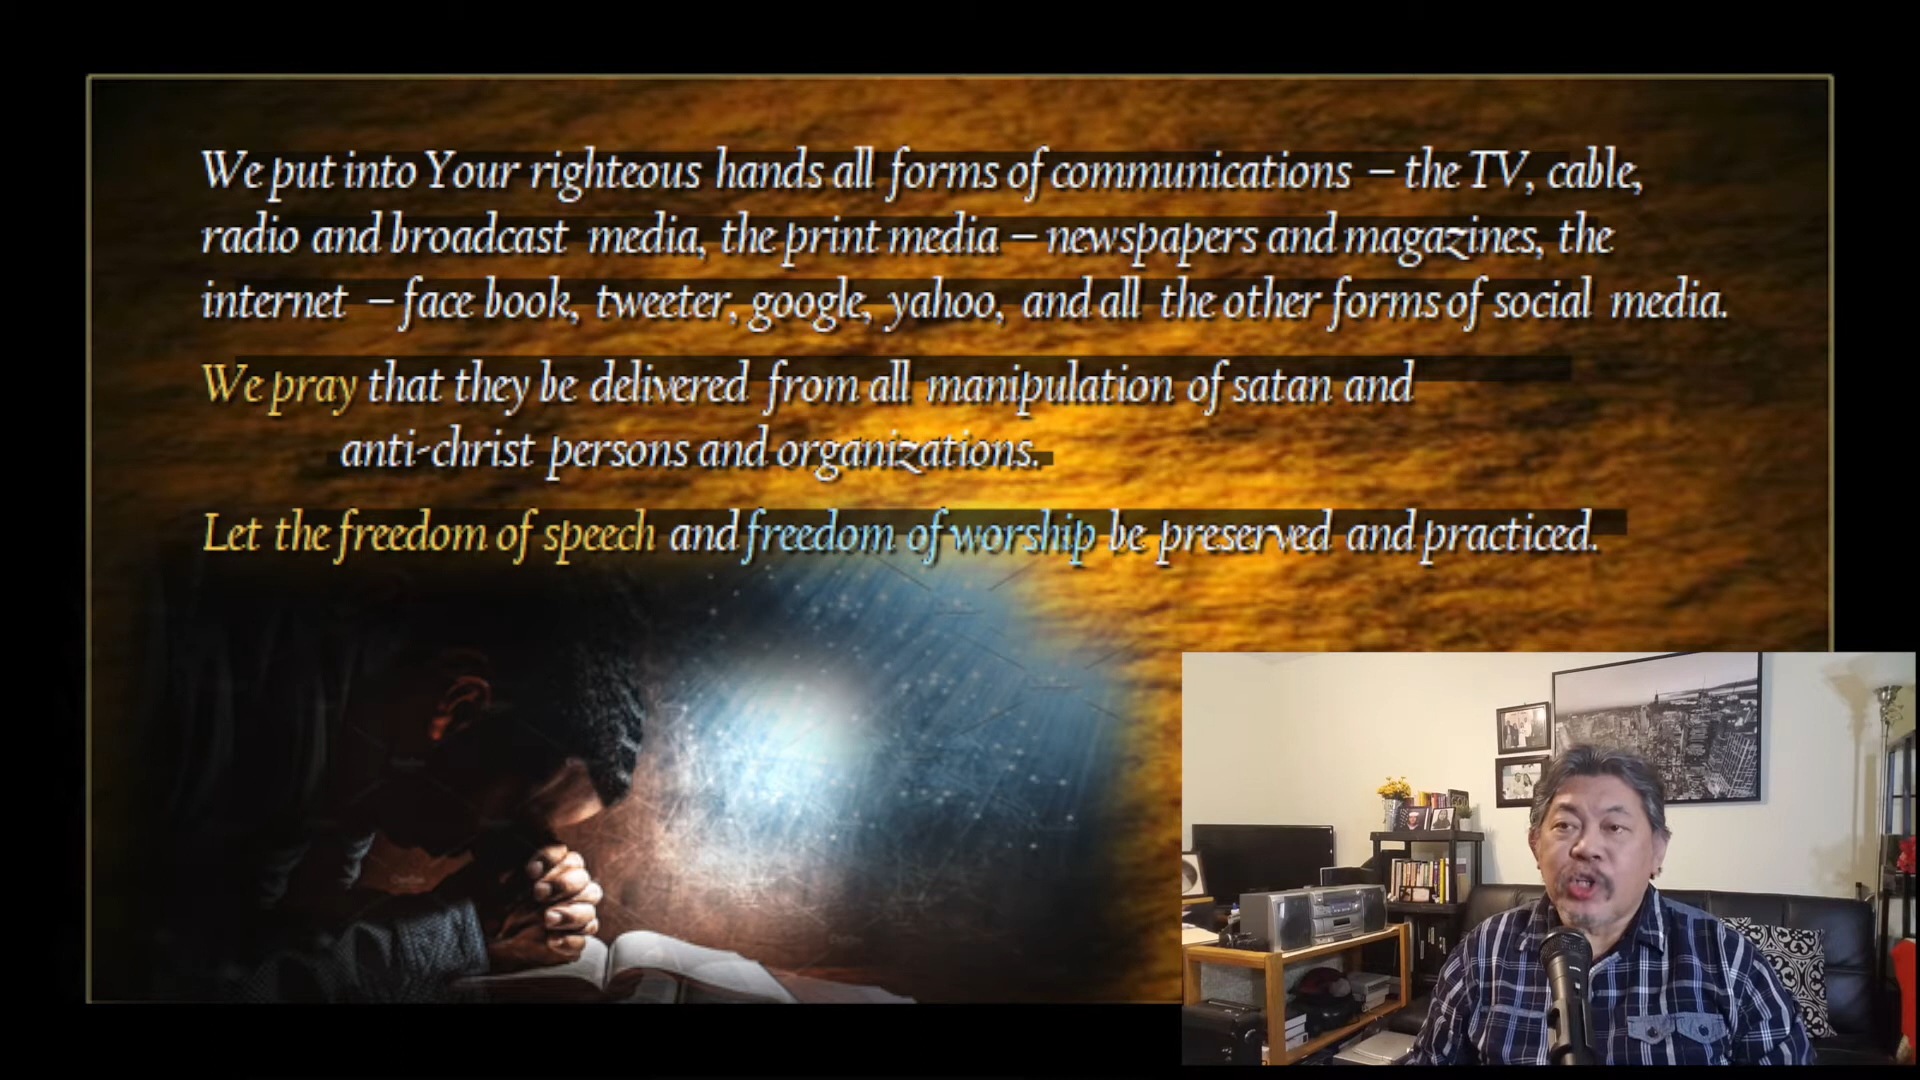 We put into Your righteous hands all forms of communications – the TV, cable,
radio and broadcast media, the print media – newspapers and magazines, the
internet – face book, tweeter, google, yahoo, and all the other forms of social media.
We pray that they be delivered from all manipulation of satan and
anti-christ persons and organizations.
Let the freedom of speech and freedom of worship be preserved and practiced.